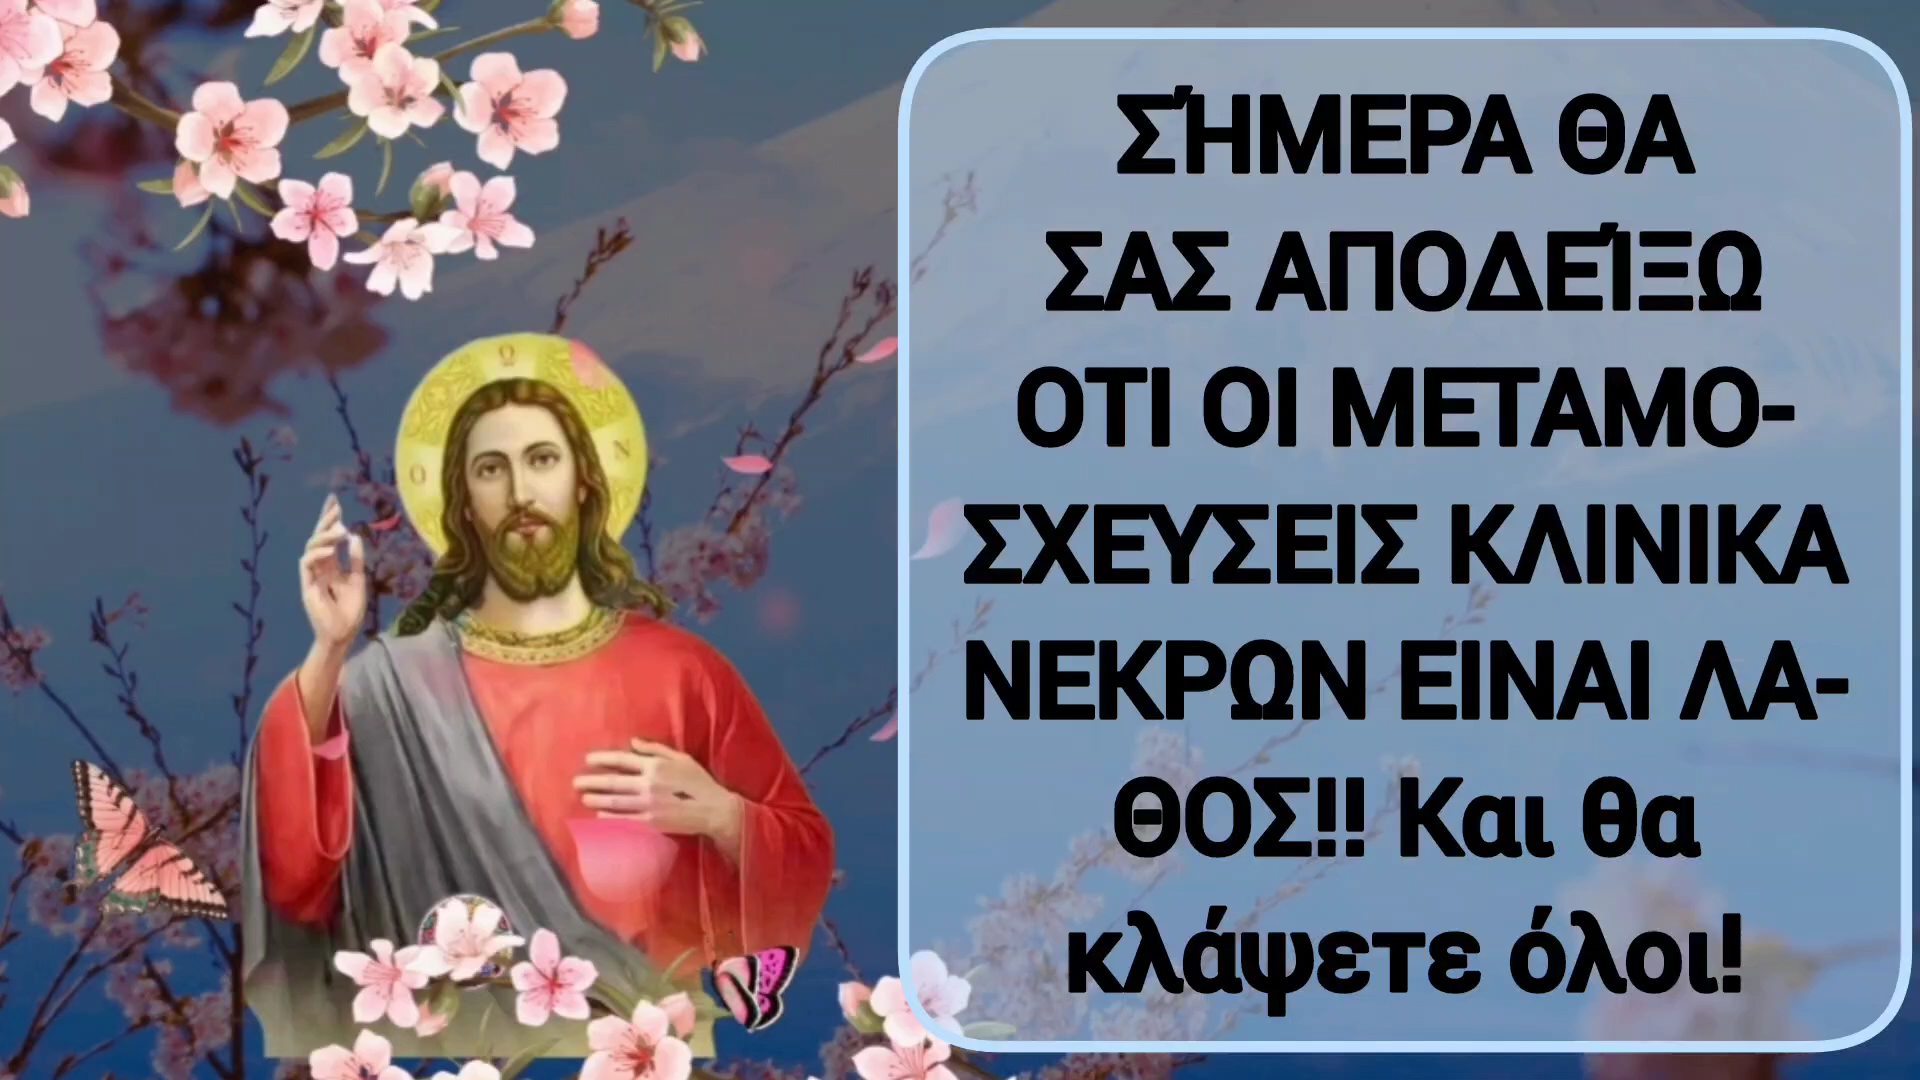 ΣΉΜΕΡΑ ΘΑ
ΣΑΣ ΑΠΟΔΕΊΞΩ
ΟΤΙ ΟΙ ΜΕΤΑΜΟ-
ΣΧΕΥΣΕΙΣ ΚΛΙΝΙΚΑ
ΝΕΚΡΩΝ ΕΙΝΑΙ ΛΑ-
ΘΟΣ!! Και θα
κλάψετε όλοι!
Ο Ω Ν